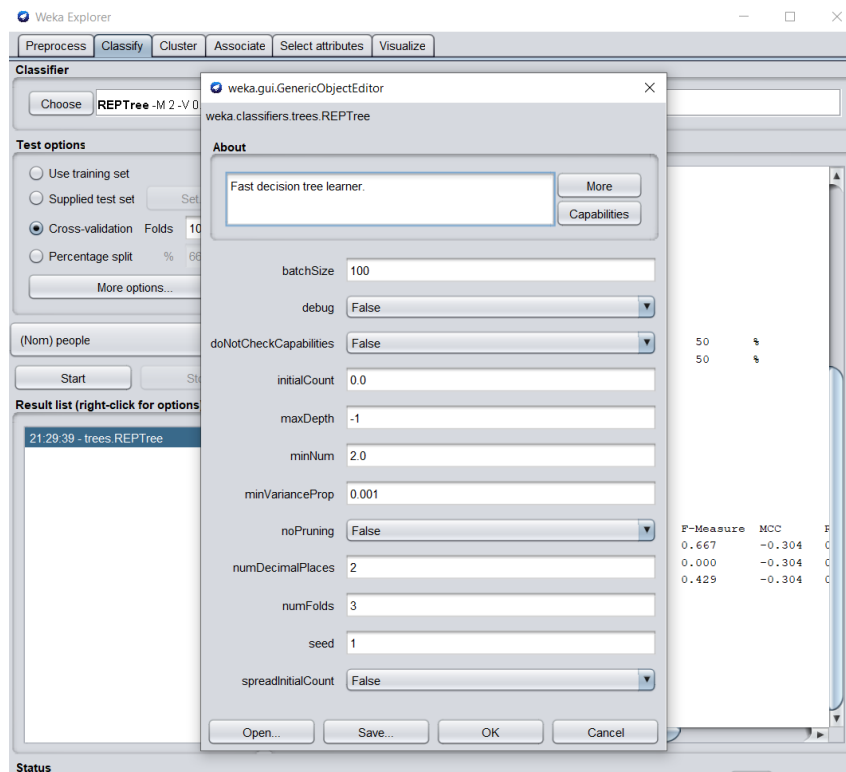 Weka Explorer
Preprocess Classify Cluster Associate Select attributes Visualize
Classifier
Choose REPTree -M 2 -V 0
Test options
Use training set
Supplied test set Set
Cross-validation Folds 10
Percentage split % 66
More options...
(Nom) people
Start Sto
Result list (right-click for options
21:29:39 - trees.REPTree
Status
weka.gui.GenericObjectEditor
weka.classifiers.trees.REPTree
About
Fast decision tree learner.
More
Capabilities
batchSize 100
debug False
doNotCheckCapabilities False
initialCount 0.0
maxDepth -1
minNum 2.0
minVarianceProp 0.001
noPruning False
numDecimalPlaces 2
numFolds 3
seed 1
spreadInitialCount False
Open... Save... OK Cancel
50 %
50 %
F-Measure MCC
0.667 -0.304
0.000 -0.304
0.429 -0.304